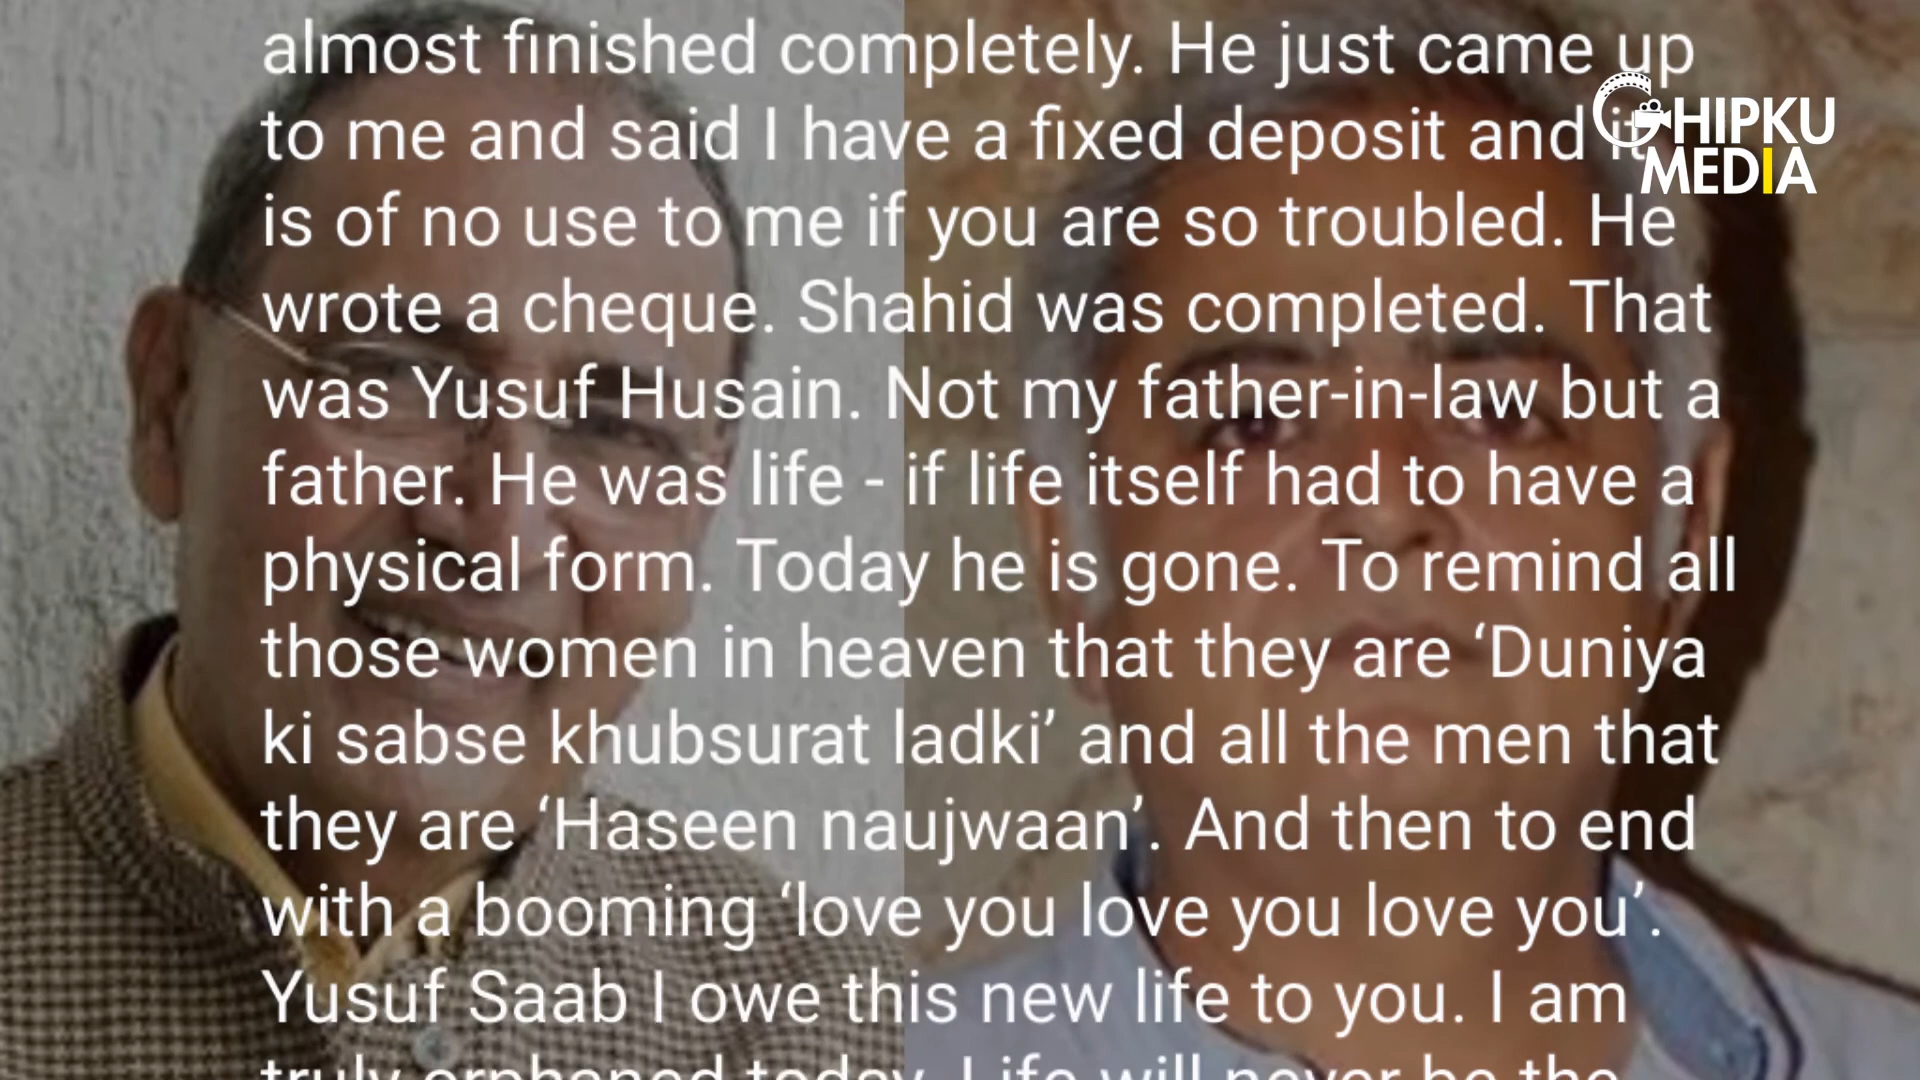 almost finished completely. He just came up
to me and said I have a fixed deposit and it
is of no use to me if you are so troubled. He
wrote a cheque. Shahid was completed. That
was Yusuf Husain. Not my father-in-law but a
father. He was life - if life itself had to have a
physical form. Today he is gone. To remind all
those women in heaven that they are ‘Duniya
ki sabse khubsurat ladki’ and all the men that
they are ‘Haseen naujwaan’. And then to end
with a booming ‘love you love you love you’.
Yusuf Saab I owe this new life to you. I am
truly orphaned today. Life will never be the
GHIPKU
MEDIA